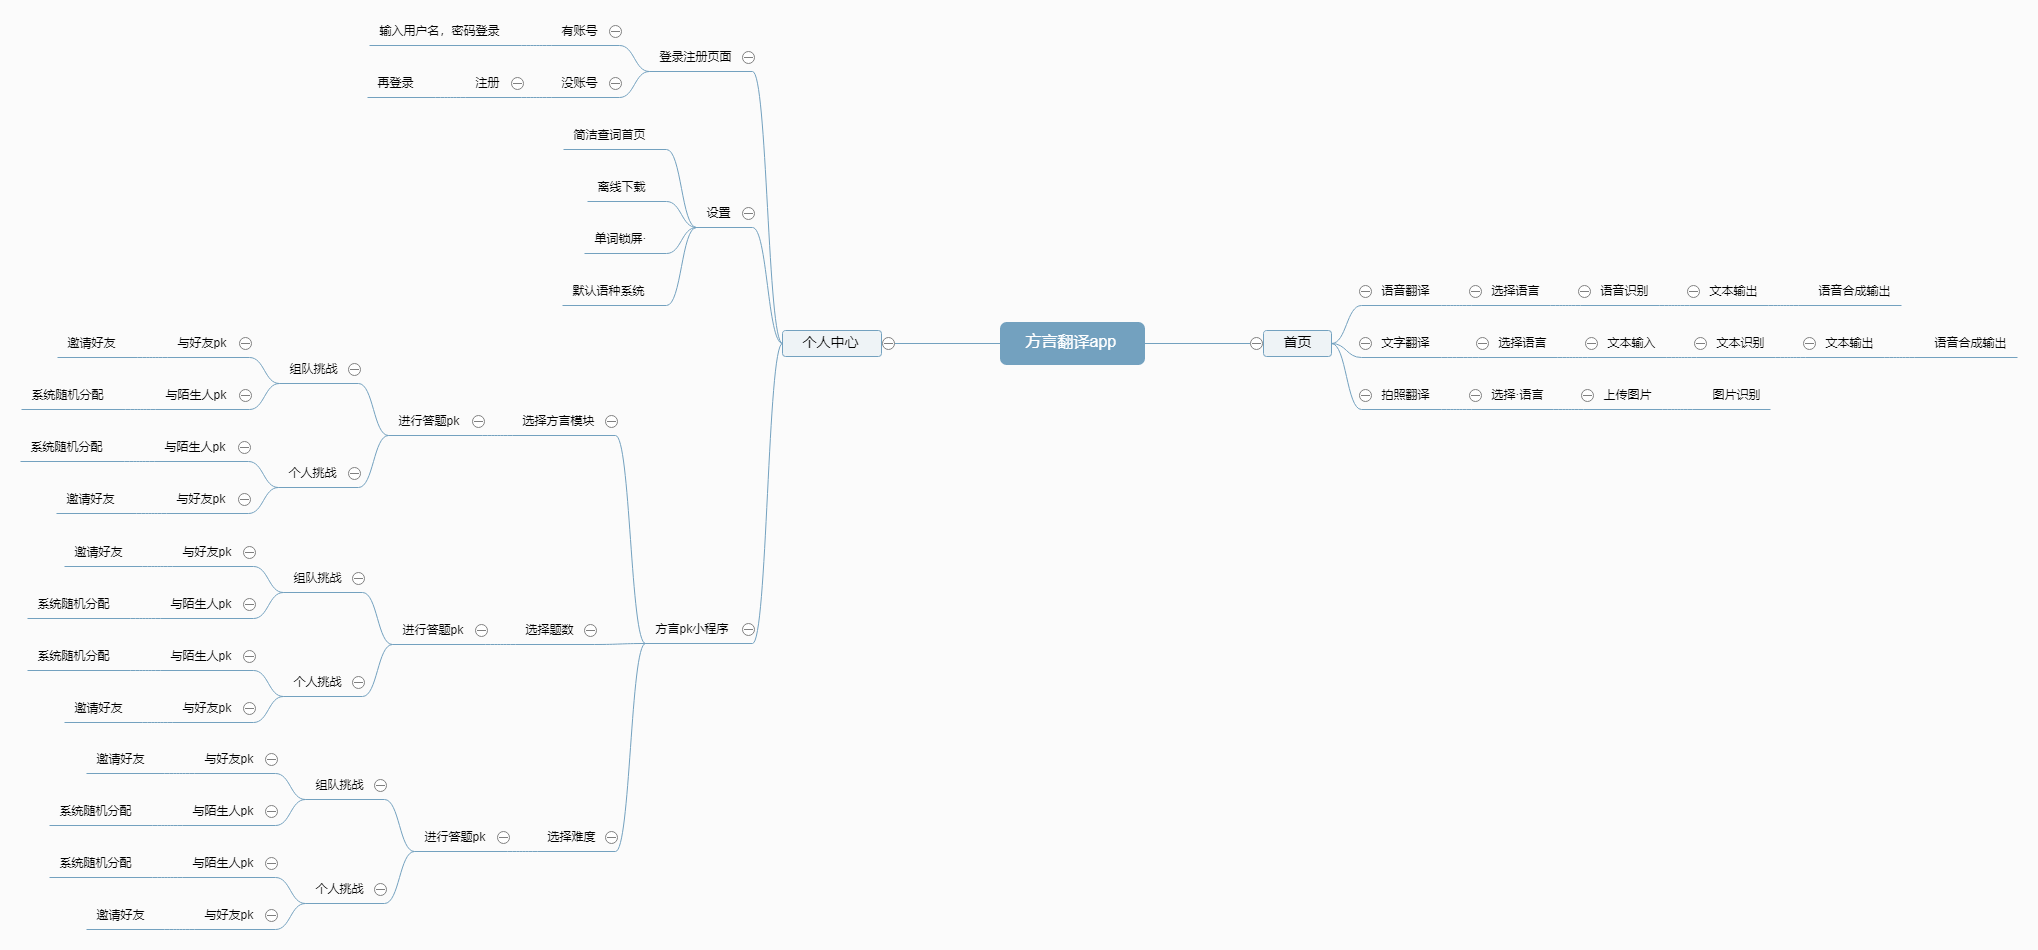 输入用户名，密码登录 有账号
登录注册页面
再登录 注册 没账号
简洁查词首页
离线下载
设置
单词锁屏·
默认语种系统
语音翻译 选择语言 语音识别 文本输出 语音合成输出
个人中心 方言翻译app 首页
文字翻译 选择语言 文本输入 文本识别 文本输出 语音合成输出
拍照翻译 选择·语言 上传图片 图片识别
邀请好友 与好友pk
组队挑战
系统随机分配 与陌生人pk
进行答题pk 选择方言模块
系统随机分配 与陌生人pk
个人挑战
邀请好友 与好友pk
邀请好友 与好友pk
组队挑战
系统随机分配 与陌生人pk
进行答题pk 选择题数 方言pk小程序
系统随机分配 与陌生人pk
个人挑战
邀请好友 与好友pk
邀请好友 与好友pk
组队挑战
系统随机分配 与陌生人pk
进行答题pk 选择难度
系统随机分配 与陌生人pk
个人挑战
邀请好友 与好友pk